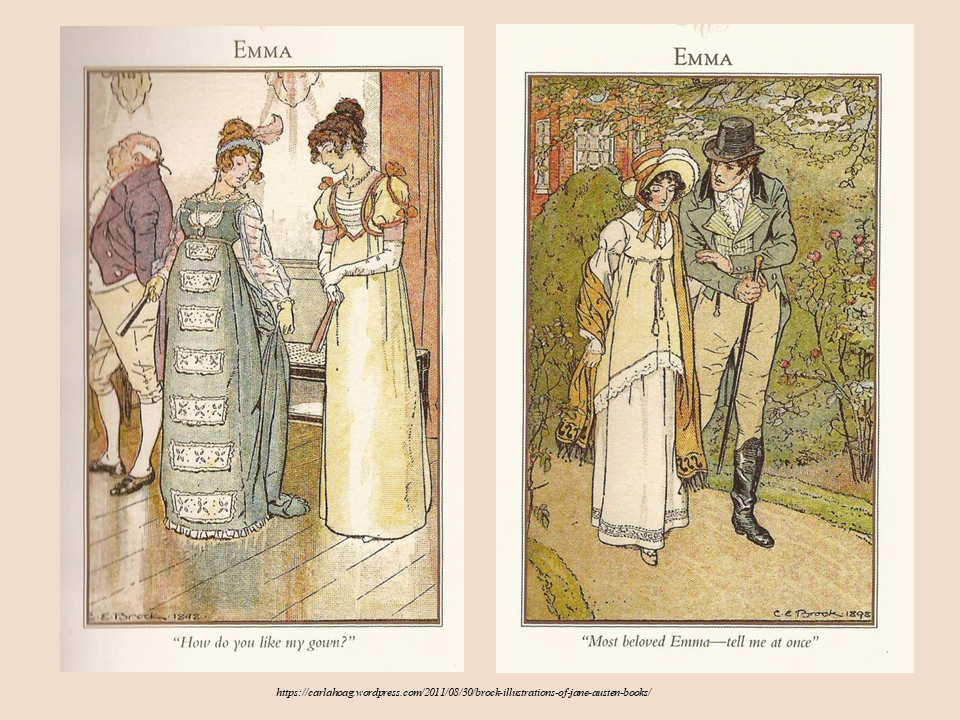 EMMA
C. E. Brock. 1898
"How do you like my gown?"
EMMA
C. E. Brock. 1898
"Most beloved Emma—tell me at once"
https://carlahoag.wordpress.com/2011/08/30/brock-illustrations-of-jane-austen-books/